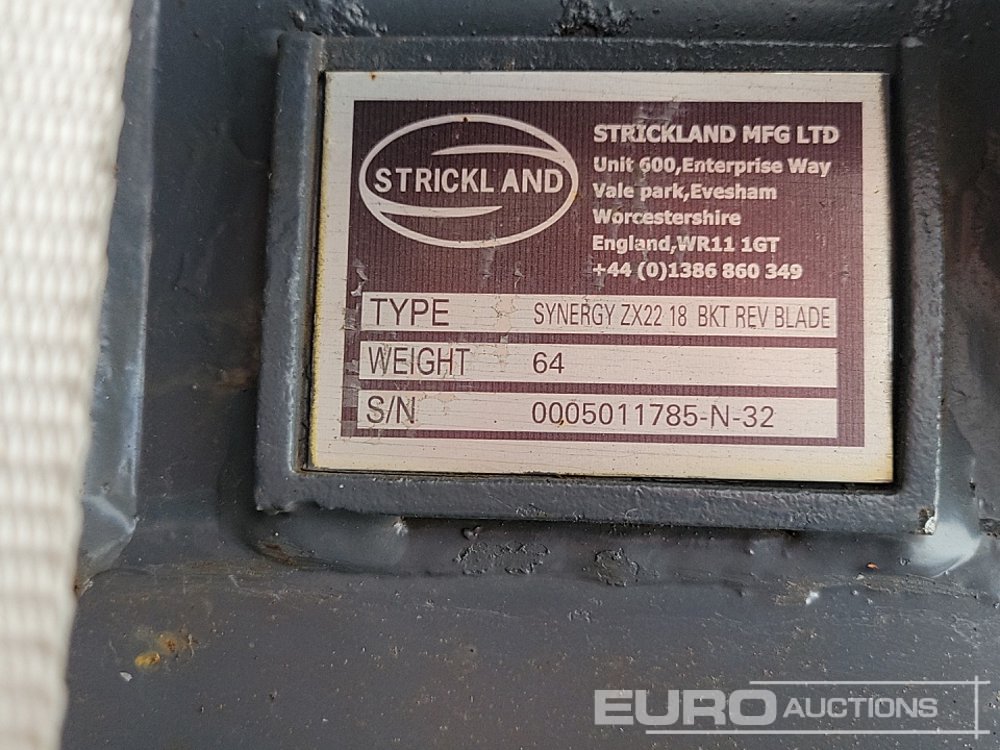 STRICKLAND
STRICKLAND MFG LTD
Unit 600,Enterprise Way
Vale park,Evesham
Worcestershire
England,WR11 1GT
+44 (0)1386 860 349
TYPE SYNERGY ZX22 18 BKT REV BLADE
WEIGHT 64
S/N 0005011785-N-32
EURO AUCTIONS